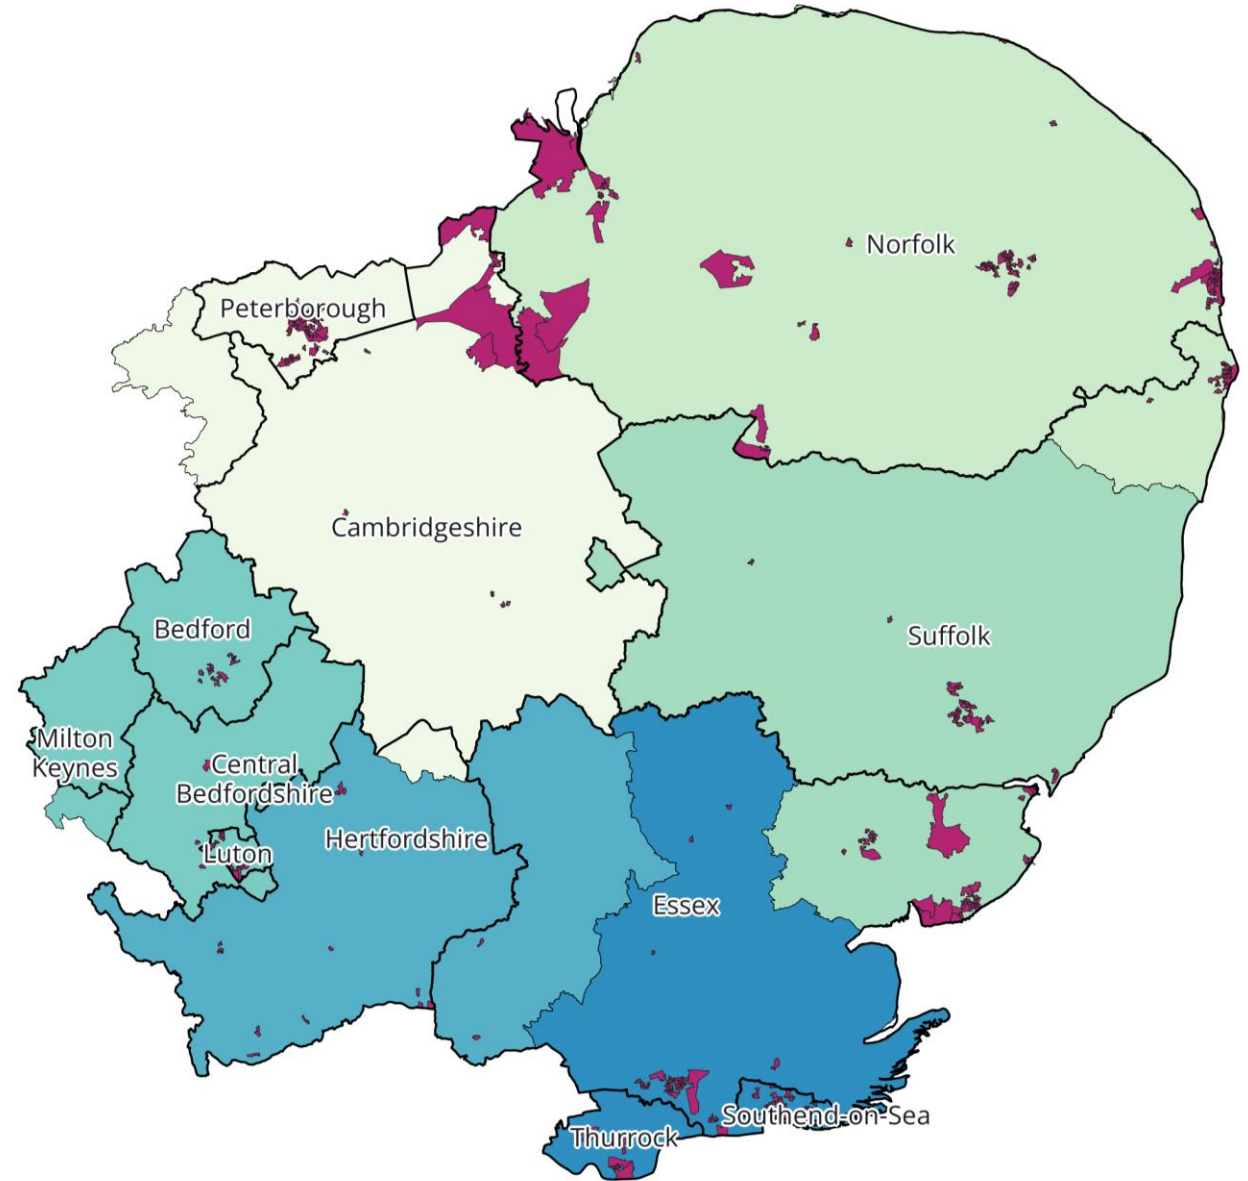 Norfolk
Peterborough
Cambridgeshire
Bedford
Suffolk
Milton
Keynes
Central
Bedfordshire
Hertfordshire
Luton
Essex
Southend-on-Sea
Thurrock